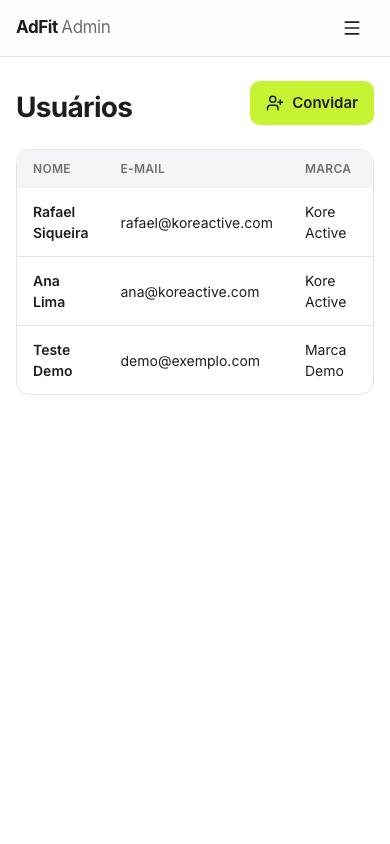 AdFit Admin
Usuários
Convidar
NOME E-MAIL MARCA
Rafael
Siqueira
rafael@koreactive.com
Kore
Active
Ana
Lima
ana@koreactive.com
Kore
Active
Teste
Demo
demo@exemplo.com
Marca
Demo